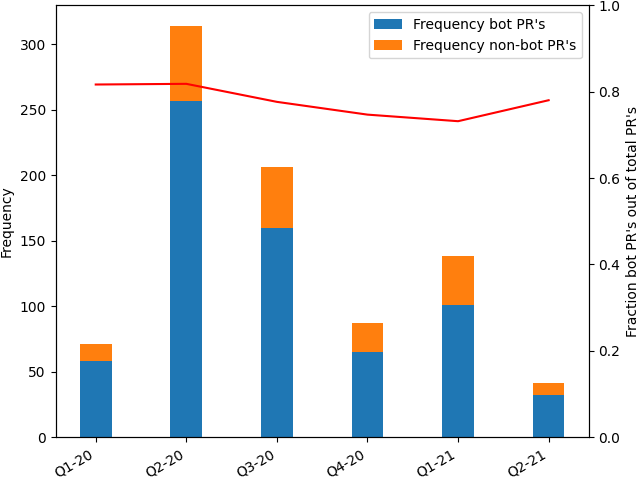 Frequency bot PR's
Frequency non-bot PR's
300
250
200
150
100
50
0
Frequency
1.0
0.8
0.6
0.4
0.2
0.0
Fraction bot PR's out of total PR's
Q1-20
Q2-20
Q3-20
Q4-20
Q1-21
Q2-21